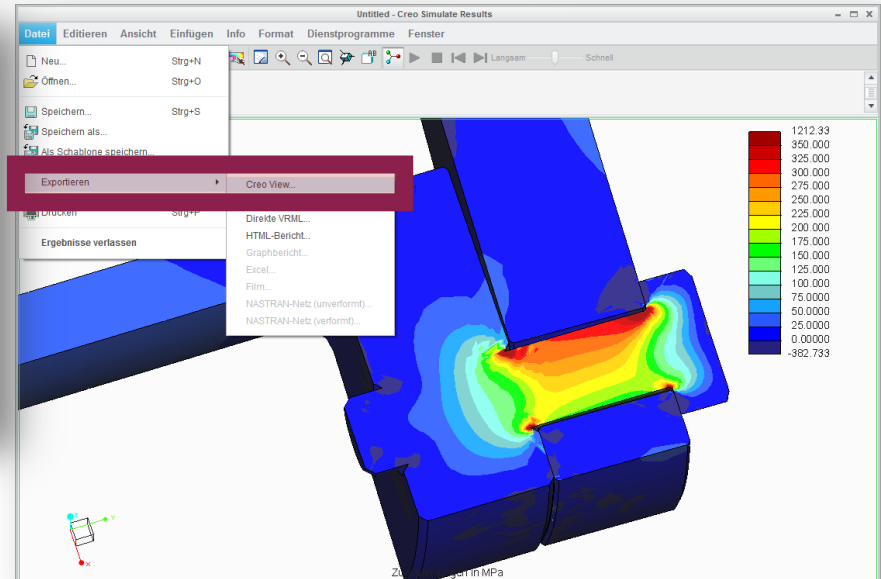 Untitled - Creo Simulate Results
Datei Editieren Ansicht Einfügen Info Format Dienstprogramme Fenster
Langsam Schnell
Neu... Strg+N
Öffnen... Strg+O
Speichern... Strg+S
Speichern als...
Als Schablone speichern...
Exportieren
Drucken Strg+P
Ergebnisse verlassen
Creo View...
Direkte VRML...
HTML-Bericht...
Graphbericht...
Excel...
Film...
NASTRAN-Netz (unverformt)...
NASTRAN-Netz (verformt)...
1212.33
350.000
325.000
300.000
275.000
250.000
225.000
200.000
175.000
150.000
125.000
100.000
75.0000
50.0000
25.0000
0.00000
-382.733
Y
Z
X
in MPa